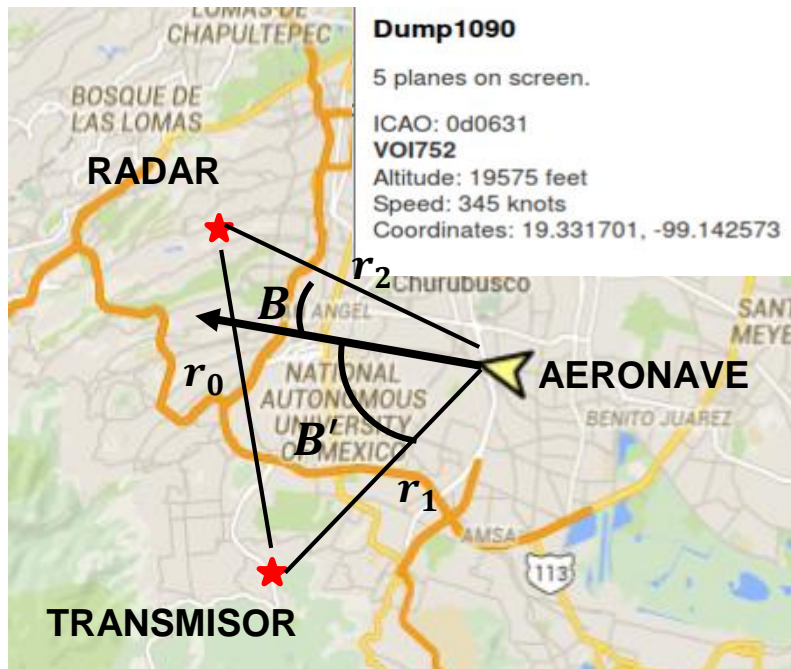 LOMAS DE
CHAPULTEPEC
BOSQUE DE
LAS LOMAS
RADAR
Dump1090
5 planes on screen.
ICAO: 0d0631
VOI752
Altitude: 19575 feet
Speed: 345 knots
Coordinates: 19.331701, -99.142573
r₂
Churubusco
B
ANGEL
SANT
MEYE
r₀
NATIONAL
AUTONOMOUS
UNIVERSITY
OF MEXICO
AERONAVE
BENITO JUAREZ
B′
r₁
AMSA
113
TRANSMISOR